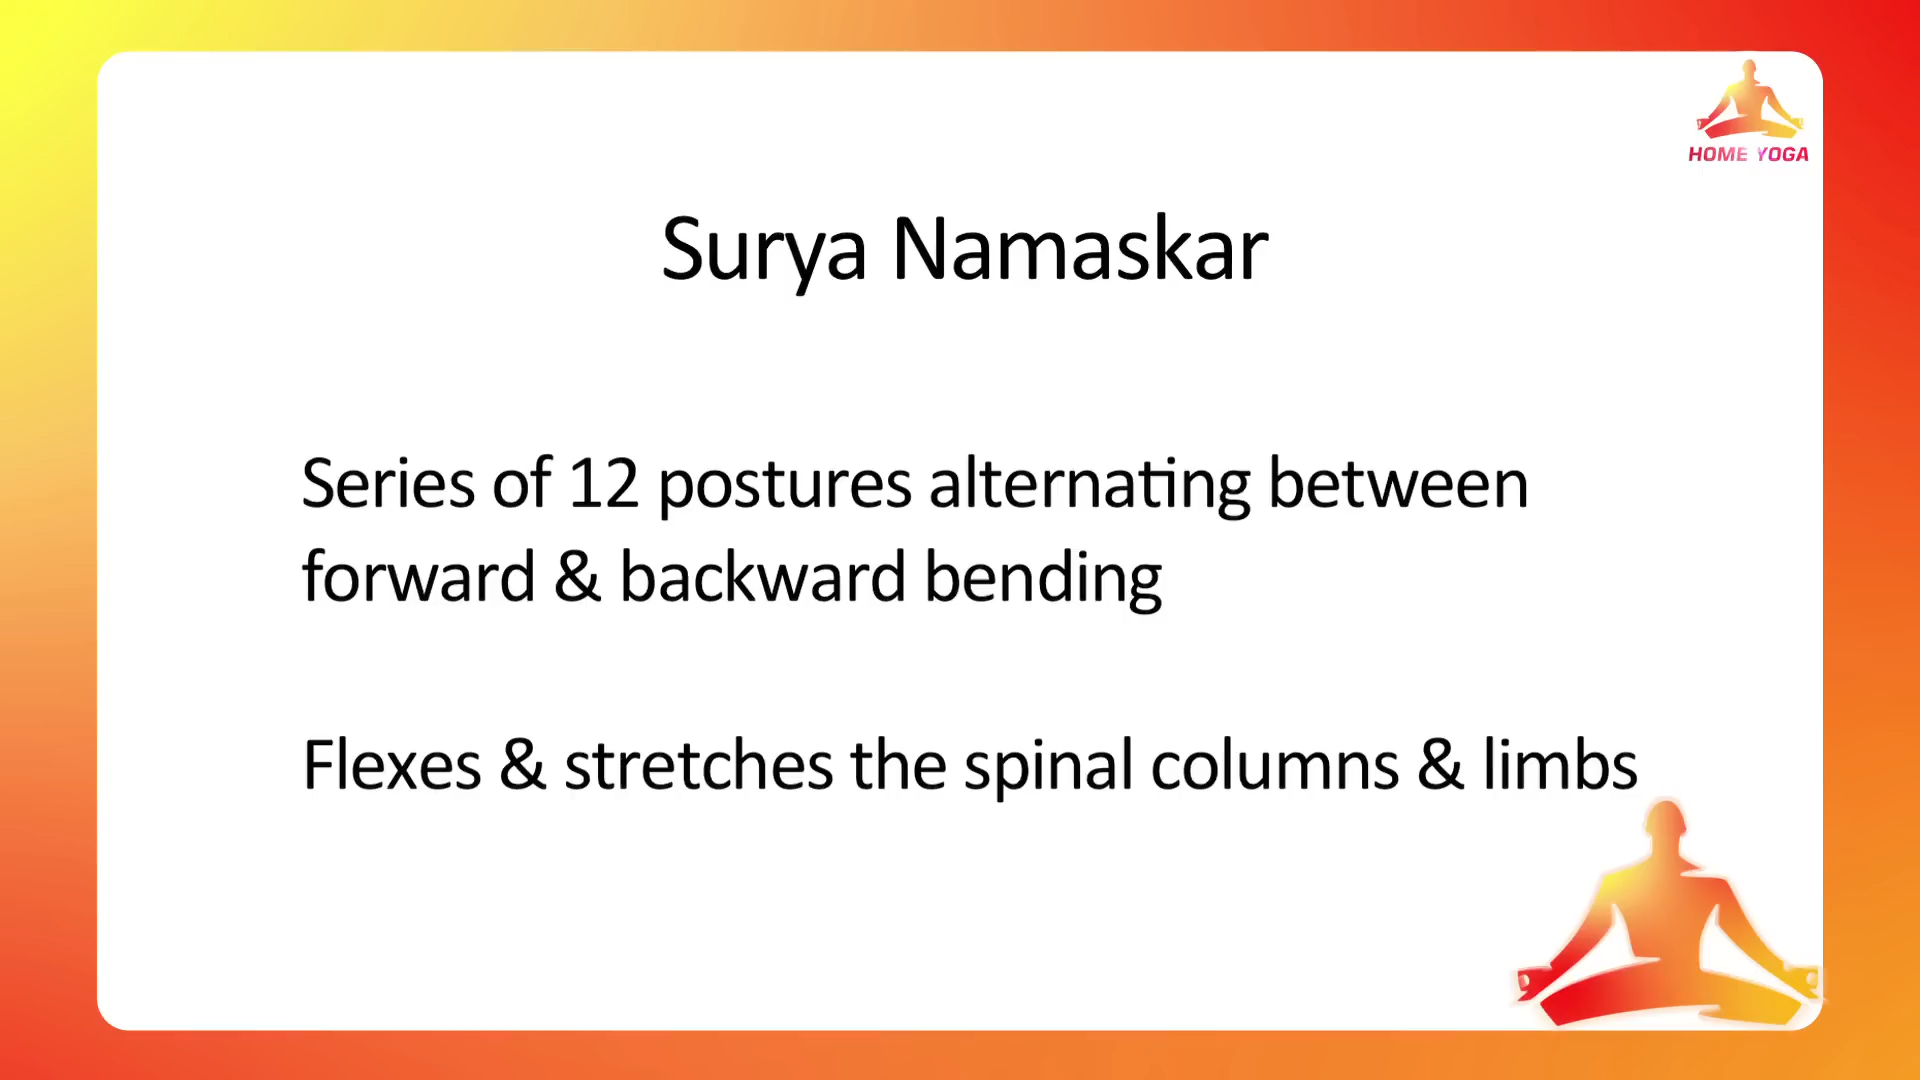 HOME YOGA
Surya Namaskar
Series of 12 postures alternating between
forward & backward bending
Flexes & stretches the spinal columns & limbs